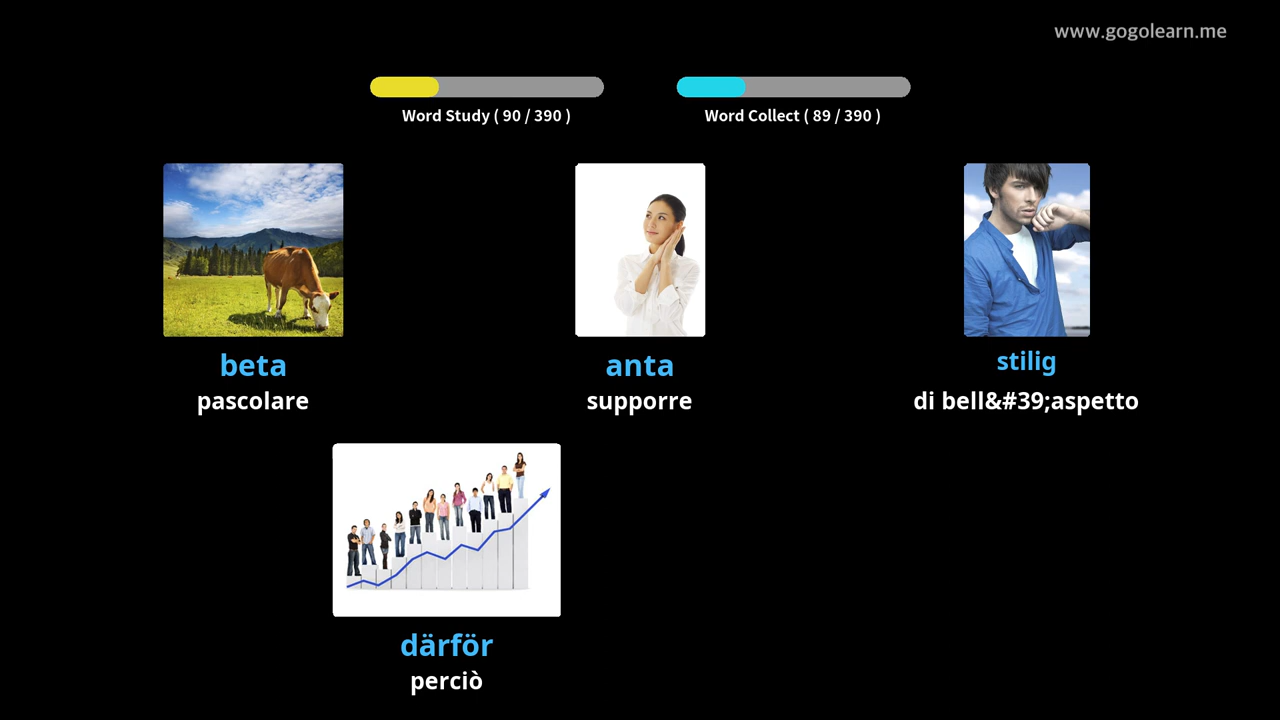 www.gogolearn.me
Word Study ( 90 / 390 )
Word Collect ( 89 / 390 )
beta
pascolare
anta
supporre
stilig
di bell&#39;aspetto
därför
perciò